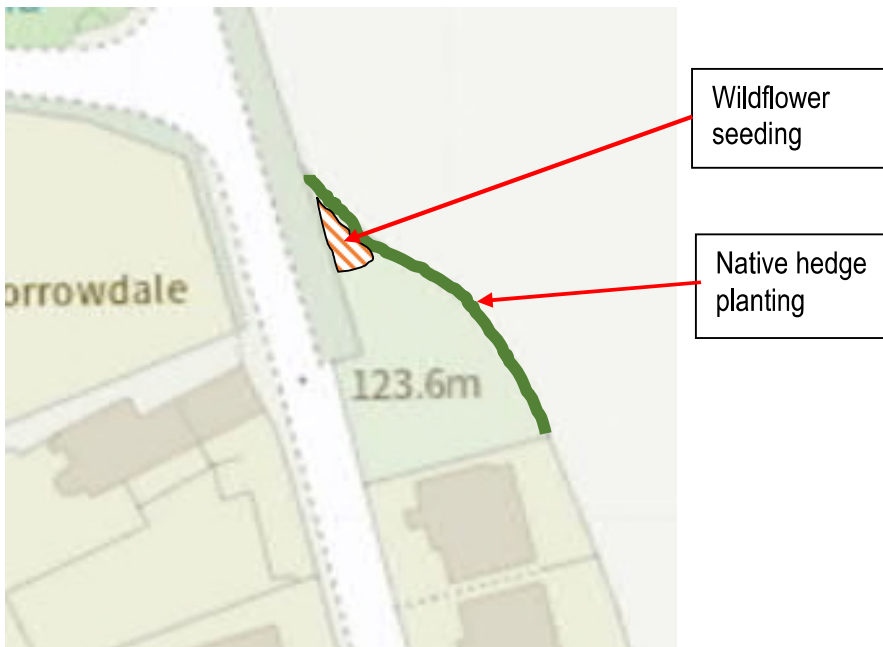 Wildflower
seeding
Native hedge
planting
orrowdale
123.6m